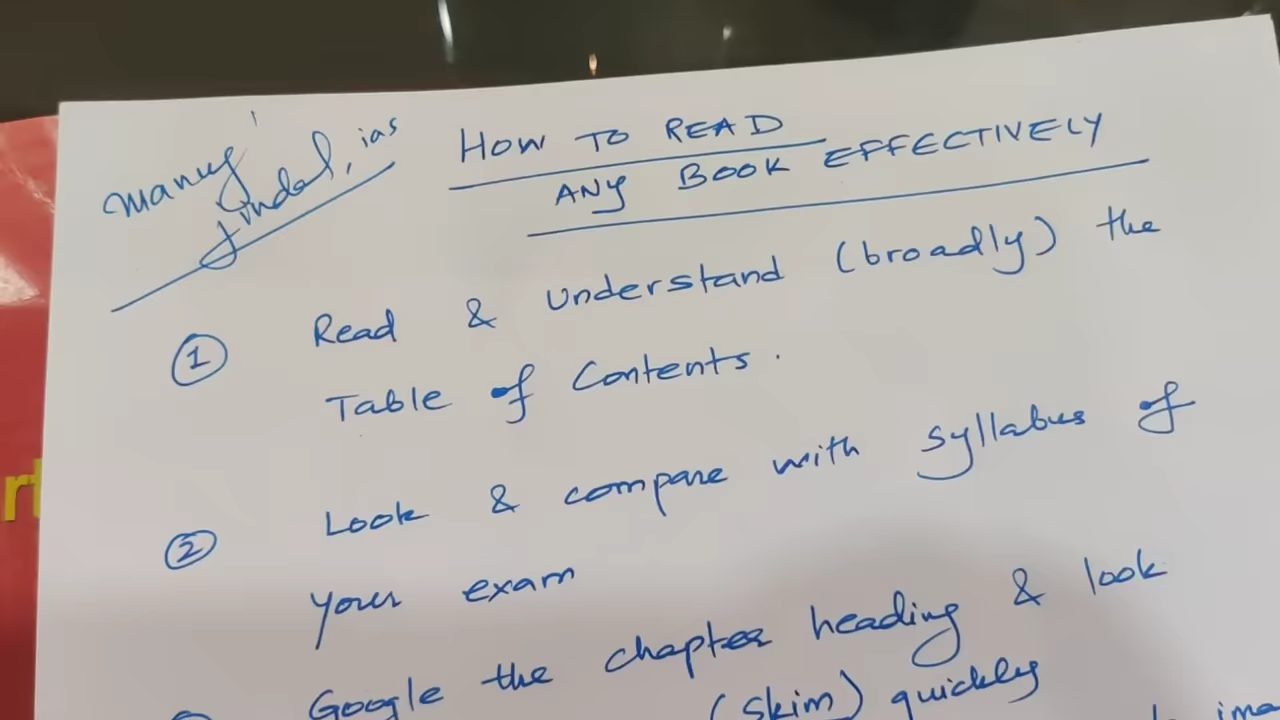 Manuj
Jindal, ias
HOW TO READ
ANY BOOK EFFECTIVELY
1 Read & Understand (broadly) the
Table of Contents.
2 Look & compare with syllabus of
your exam
Google the chapter heading & look
(skim) quickly